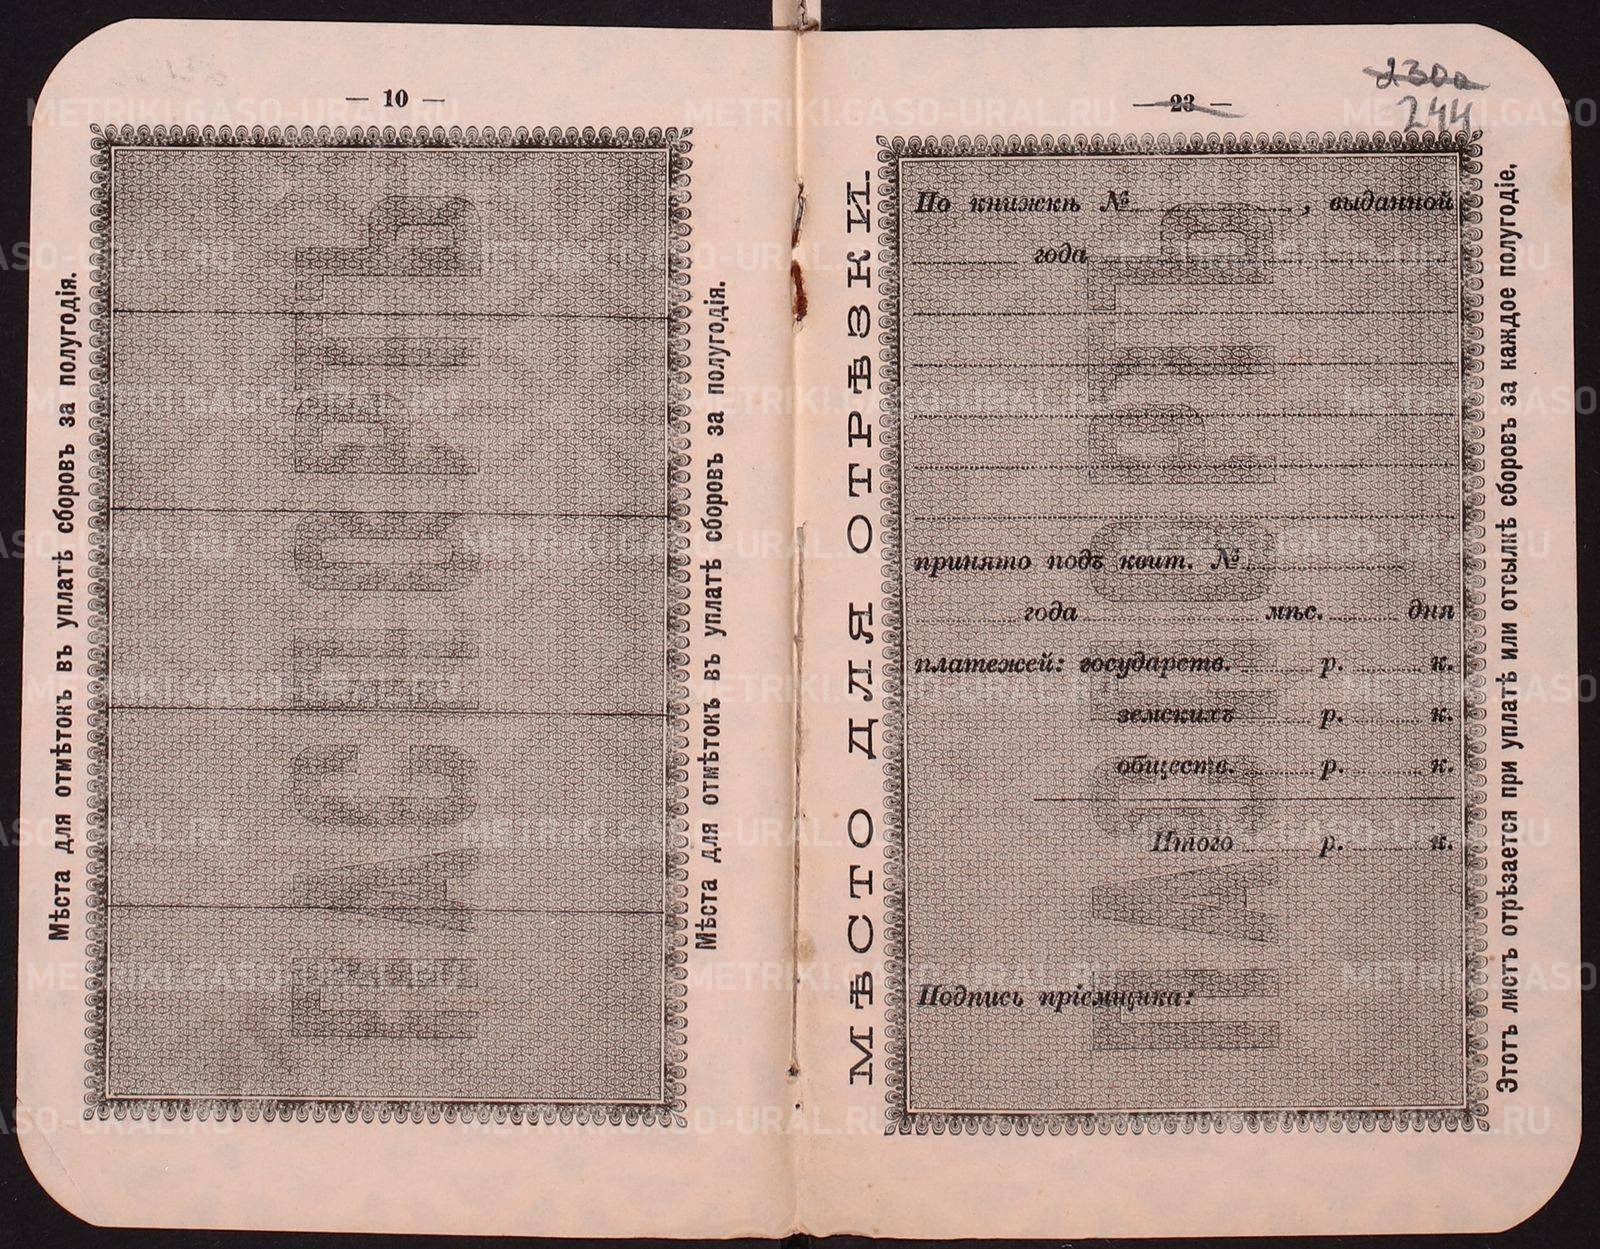 — 10 —
Мѣста для отмѣтокъ въ уплатѣ сборовъ за полугодія.
ПАСПОРТЪ
Мѣста для отмѣтокъ въ уплатѣ сборовъ за полугодія.
230а
244
— 23 —
МѢСТО ДЛЯ ОТРѢЗКИ.
ПАСПОРТЪ
По книжкѣ № , выданной
года
принято подъ квит. №
года мѣс. дня
платежей: государств. р. к.
земскихъ р. к.
обществ. р. к.
Итого р. к.
Подпись пріемщика:
Этотъ листъ отрѣзается при уплатѣ или отсылкѣ сборовъ за каждое полугодіе.
METRIKI.GASO-URAL.RU